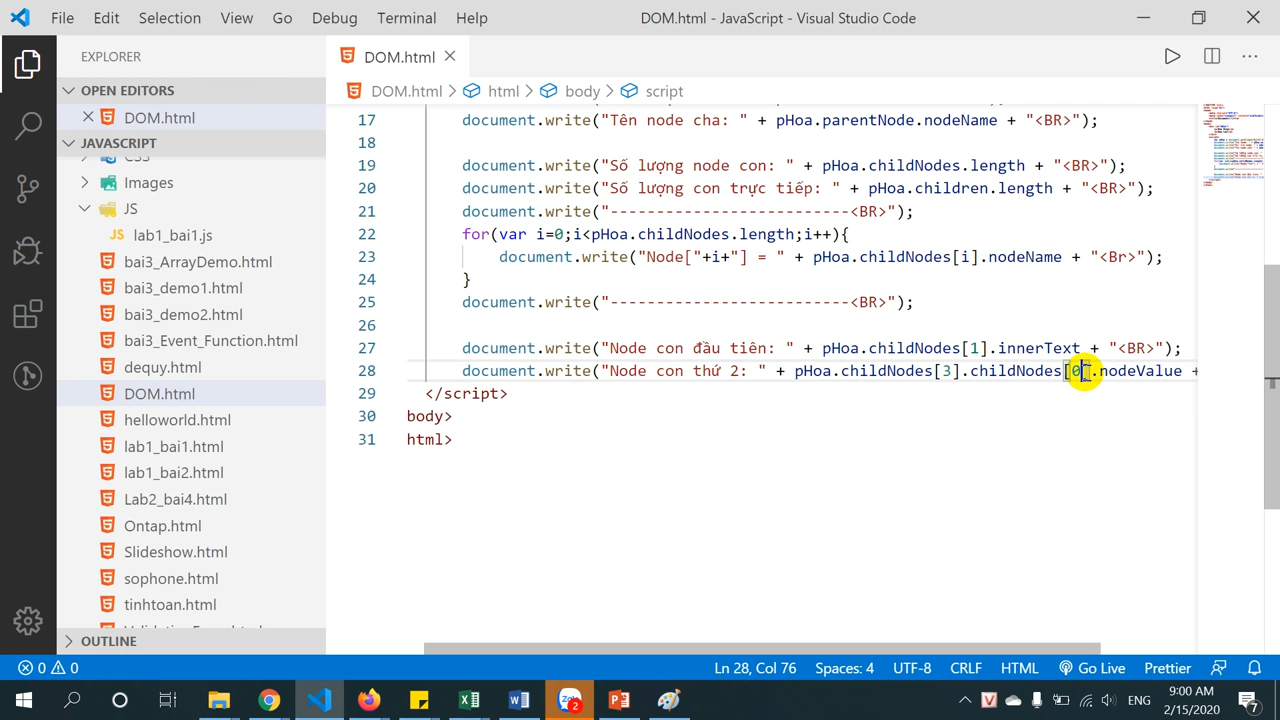 File Edit Selection View Go Debug Terminal Help DOM.html - JavaScript - Visual Studio Code
EXPLORER
OPEN EDITORS
DOM.html
JAVASCRIPT
Images
JS
JS lab1_bai1.js
bai3_ArrayDemo.html
bai3_demo1.html
bai3_demo2.html
bai3_Event_Function.html
dequy.html
DOM.html
helloworld.html
lab1_bai1.html
lab1_bai2.html
Lab2_bai4.html
Ontap.html
Slideshow.html
sophone.html
tinhtoan.html
OUTLINE
DOM.html
DOM.html > html > body > script
17 document.write("Tên node cha: " + pHoa.parentNode.nodeName + "<BR>");
18
19 document.write("Số lượng node con: " + pHoa.childNodes.length + "<BR>");
20 document.write("Số lượng con trực tiếp: " + pHoa.children.length + "<BR>");
21 document.write("--------------------------<BR>");
22 for(var i=0;i<pHoa.childNodes.length;i++){
23 document.write("Node["+i+"] = " + pHoa.childNodes[i].nodeName + "<Br>");
24 }
25 document.write("--------------------------<BR>");
26
27 document.write("Node con đầu tiên: " + pHoa.childNodes[1].innerText + "<BR>");
28 document.write("Node con thứ 2: " + pHoa.childNodes[3].childNodes[0].nodeValue +
29 </script>
30 body>
31 html>
0 0 Ln 28, Col 76 Spaces: 4 UTF-8 CRLF HTML Go Live Prettier
2 ENG 9:00 AM 2/15/2020 7